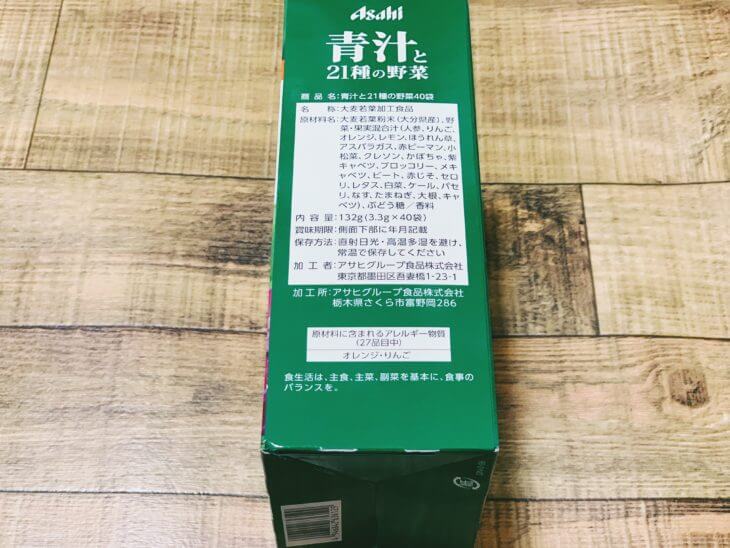 Asahi
青汁と
21種の野菜
商 品 名：青汁と21種の野菜40袋
名 称：大麦若葉加工食品
原材料名：大麦若葉粉末（大分県産）、野
菜・果実混合汁（人参、りんご、
オレンジ、レモン、ほうれん草、
アスパラガス、赤ピーマン、小
松菜、クレソン、かぼちゃ、紫
キャベツ、ブロッコリー、メキ
ャベツ、ビート、赤じそ、セロ
リ、レタス、白菜、ケール、パセ
リ、なす、たまねぎ、大根、キャ
ベツ）、ぶどう糖／香料
内 容 量：132g（3.3g×40袋）
賞味期限：側面下部に年月記載
保存方法：直射日光・高温多湿を避け、
常温で保存してください
加 工 者：アサヒグループ食品株式会社
東京都墨田区吾妻橋1-23-1
加 工 所：アサヒグループ食品株式会社
栃木県さくら市富野岡286
原材料に含まれるアレルギー物質
（27品目中）
オレンジ・りんご
食生活は、主食、主菜、副菜を基本に、食事の
バランスを。